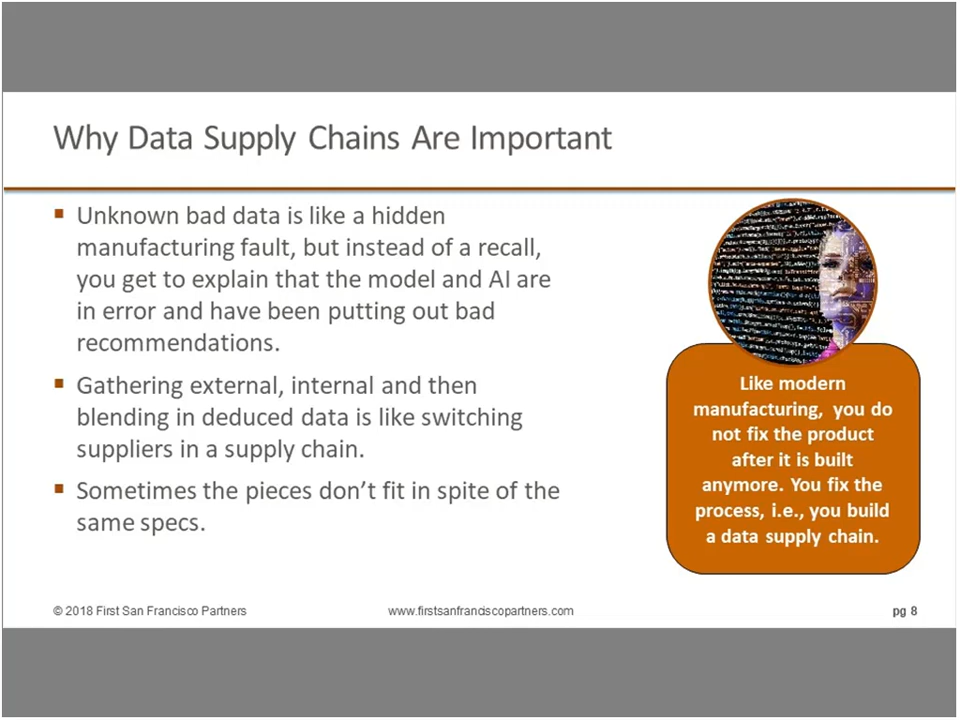 Why Data Supply Chains Are Important
▪ Unknown bad data is like a hidden
manufacturing fault, but instead of a recall,
you get to explain that the model and AI are
in error and have been putting out bad
recommendations.
▪ Gathering external, internal and then
blending in deduced data is like switching
suppliers in a supply chain.
▪ Sometimes the pieces don’t fit in spite of the
same specs.
Like modern
manufacturing, you do
not fix the product
after it is built
anymore. You fix the
process, i.e., you build
a data supply chain.
© 2018 First San Francisco Partners
www.firstsanfranciscopartners.com
pg 8